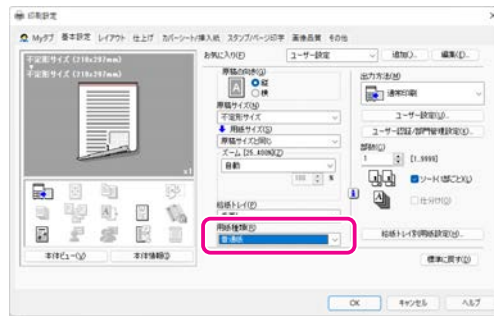 印刷設定
My タブ 基本設定 レイアウト 仕上げ カバーシート/挿入紙 スタンプ/ページ印字 画像品質 その他
不定形サイズ (218x297mm)
不定形サイズ (218x297mm)
x1
本体ビュー(V)
本体情報(J)
お気に入り(F)
ユーザー設定
追加()...
編集(L)...
原稿の向き(O)
縦
横
原稿サイズ(N)
不定形サイズ
用紙サイズ(S)
原稿サイズと同じ
ズーム [25..400%](Z)
自動
100 %
給紙トレイ(P)
用紙種類(R)
普通紙
出力方法(M)
通常印刷
ユーザー設定(U)...
ユーザー認証/部門管理設定(E)...
部数(C)
1 [1..9999]
ソート(1部ごと)(L)
仕分け(O)
給紙トレイ別用紙設定(H)...
標準に戻す(D)
OK キャンセル ヘルプ